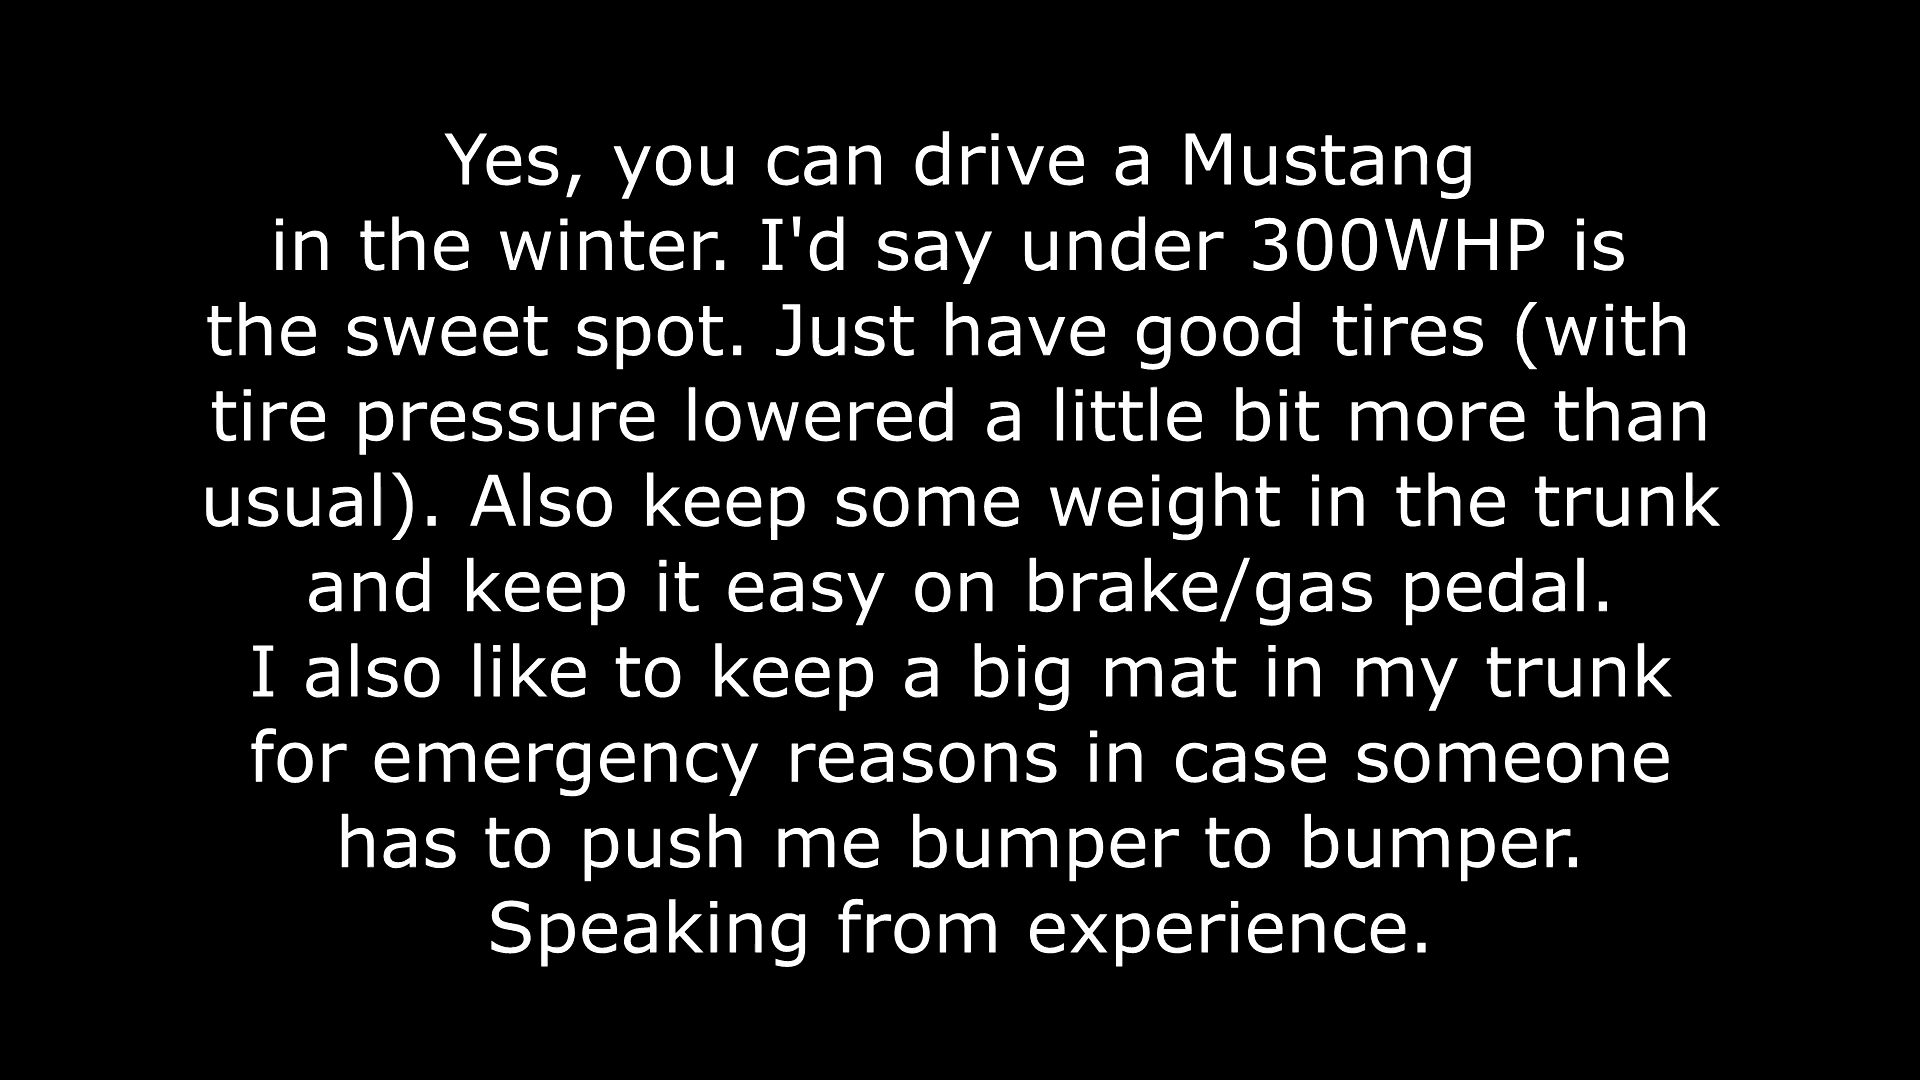 Yes, you can drive a Mustang
in the winter. I'd say under 300WHP is
the sweet spot. Just have good tires (with
tire pressure lowered a little bit more than
usual). Also keep some weight in the trunk
and keep it easy on brake/gas pedal.
I also like to keep a big mat in my trunk
for emergency reasons in case someone
has to push me bumper to bumper.
Speaking from experience.